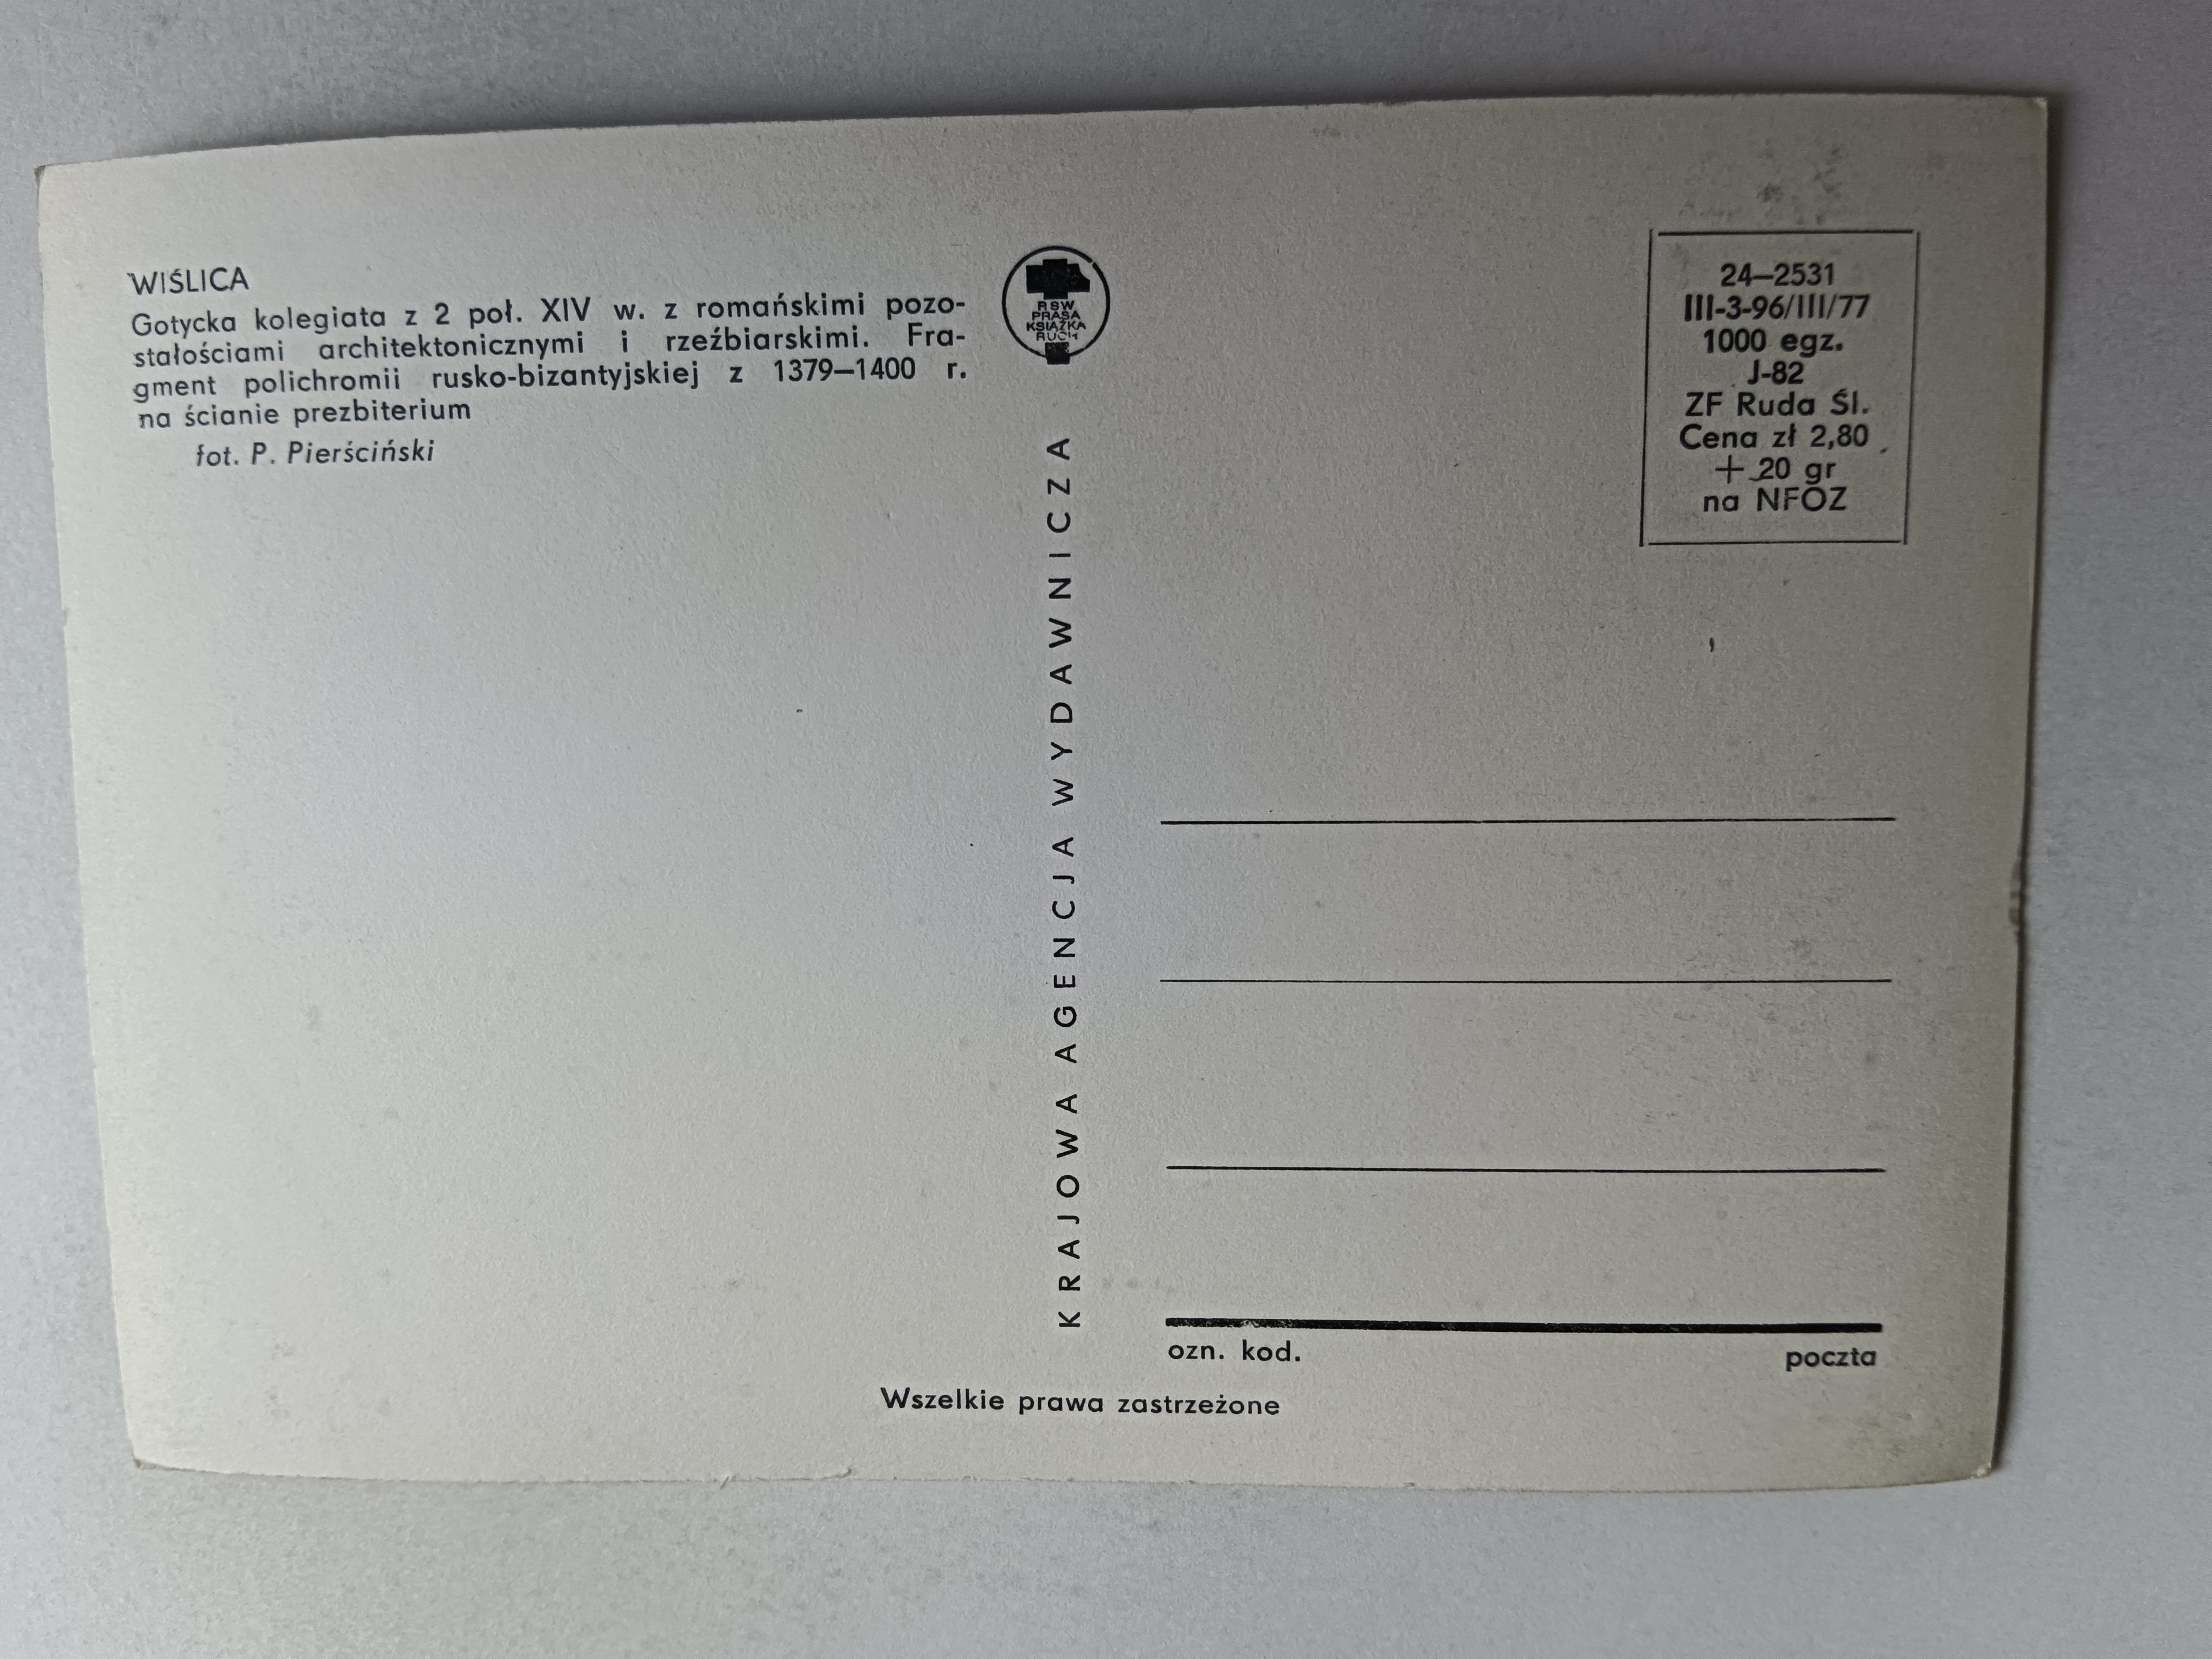 WIŚLICA
Gotycka kolegiata z 2 poł. XIV w. z romańskimi pozo-
stałościami architektonicznymi i rzeźbiarskimi. Fra-
gment polichromii rusko-bizantyjskiej z 1379—1400 r.
na ścianie prezbiterium
fot. P. Pierściński
RSW
PRASA
KSIĄŻKA
RUCH
KRAJOWA AGENCJA WYDAWNICZA
24—2531
III-3-96/III/77
1000 egz.
J-82
ZF Ruda Śl.
Cena zł 2,80
+ 20 gr
na NFOZ
ozn. kod.
poczta
Wszelkie prawa zastrzeżone